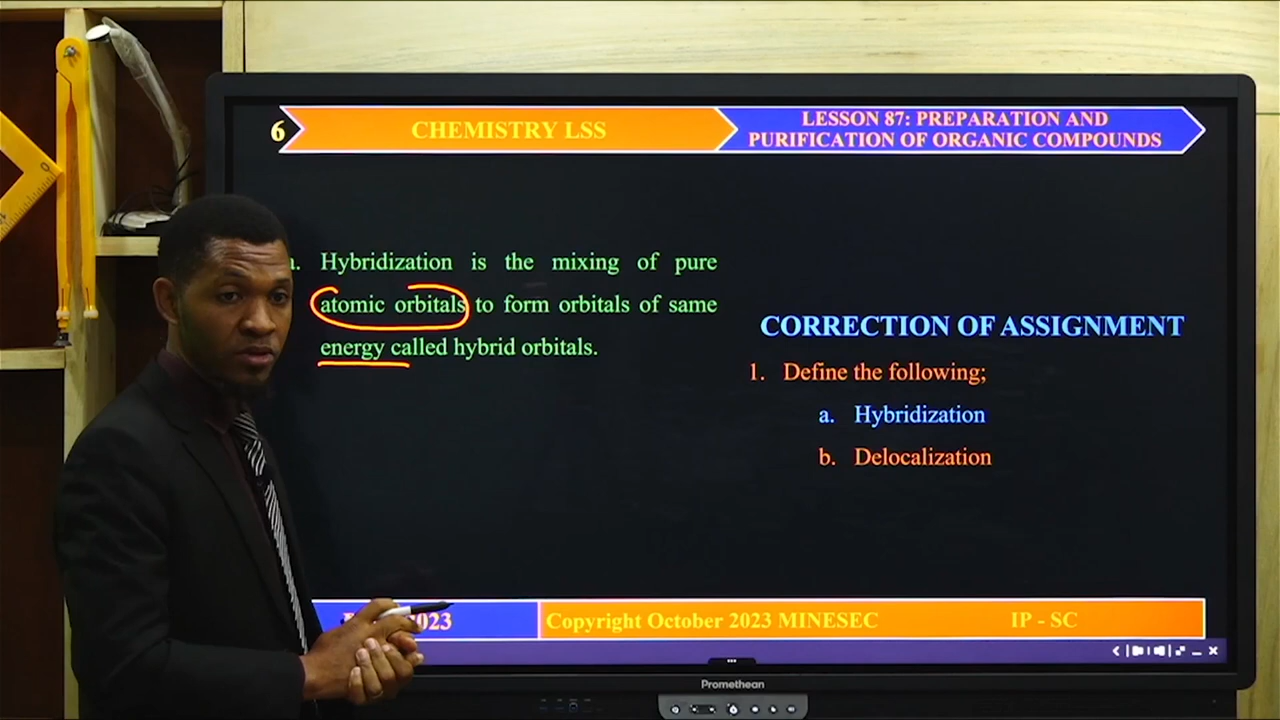 6
CHEMISTRY LSS
LESSON 87: PREPARATION AND
PURIFICATION OF ORGANIC COMPOUNDS
Hybridization is the mixing of pure
atomic orbitals to form orbitals of same
energy called hybrid orbitals.
CORRECTION OF ASSIGNMENT
1. Define the following;
a. Hybridization
b. Delocalization
2023
Copyright October 2023 MINESEC
IP - SC
Promethean